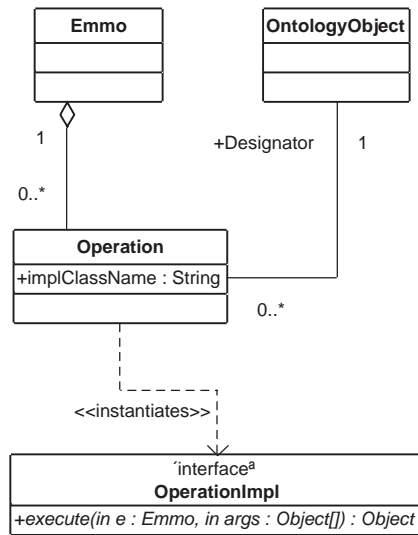 Emmo
OntologyObject
1
+Designator
1
0..*
Operation
+implClassName : String
0..*
<<instantiates>>
´interfaceª
OperationImpl
+execute(in e : Emmo, in args : Object[]) : Object